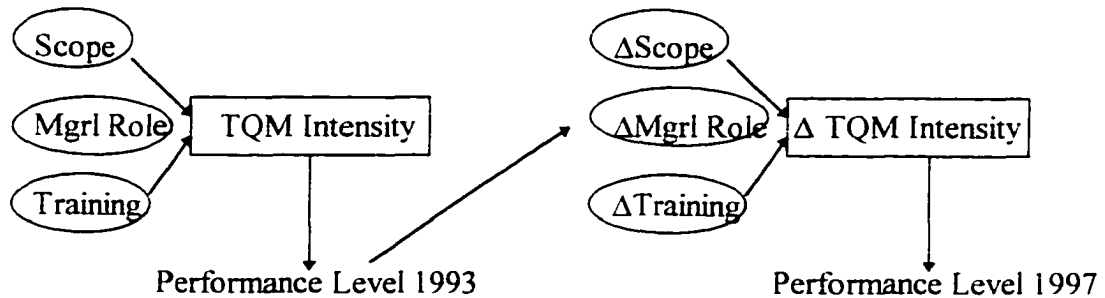 Scope
Mgrl Role
TQM Intensity
Training
Performance Level 1993
ΔScope
ΔMgrl Role
Δ TQM Intensity
ΔTraining
Performance Level 1997